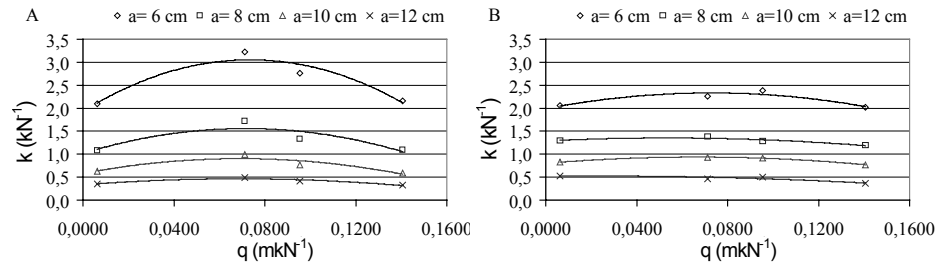 A
a= 6 cm a= 8 cm a=10 cm a=12 cm
3,5
3,0
2,5
2,0
1,5
1,0
0,5
0,0
k (kN-1)
0,0000 0,0400 0,0800 0,1200 0,1600
q (mkN-1)
B
a= 6 cm a= 8 cm a=10 cm a=12 cm
3,5
3,0
2,5
2,0
1,5
1,0
0,5
0,0
k (kN-1)
0,0000 0,0400 0,0800 0,1200 0,1600
q (mkN-1)